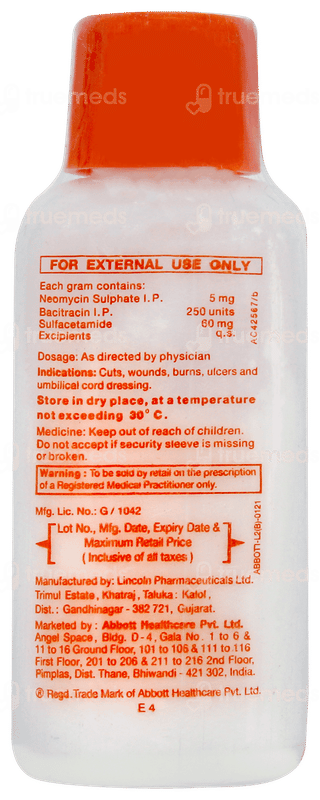 FOR EXTERNAL USE ONLY
Each gram contains:
Neomycin Sulphate I.P. 5 mg
Bacitracin I.P. 250 units
Sulfacetamide 60 mg
Excipients q.s.
AC42567/b
Dosage: As directed by physician
Indications: Cuts, wounds, burns, ulcers and
umbilical cord dressing.
Store in dry place, at a temperature
not exceeding 30° C.
Medicine: Keep out of reach of children.
Do not accept if security sleeve is missing
or broken.
Warning : To be sold by retail on the prescription
of a Registered Medical Practitioner only.
Mfg. Lic. No.: G / 1042
Lot No., Mfg. Date, Expiry Date &
Maximum Retail Price
( Inclusive of all taxes )
ABBOTT-L2(B)-0121
Manufactured by: Lincoln Pharmaceuticals Ltd.
Trimul Estate, Khatraj, Taluka : Kalol,
Dist.: Gandhinagar - 382 721, Gujarat.
Marketed by : Abbott Healthcare Pvt. Ltd.
Angel Space, Bldg. D-4, Gala No. 1 to 6 &
11 to 16 Ground Floor, 101 to 106 & 111 to 116
First Floor, 201 to 206 & 211 to 216 2nd Floor,
Pimplas, Dist. Thane, Bhiwandi - 421 302, India.
® Regd. Trade Mark of Abbott Healthcare Pvt. Ltd.
E 4
truemeds